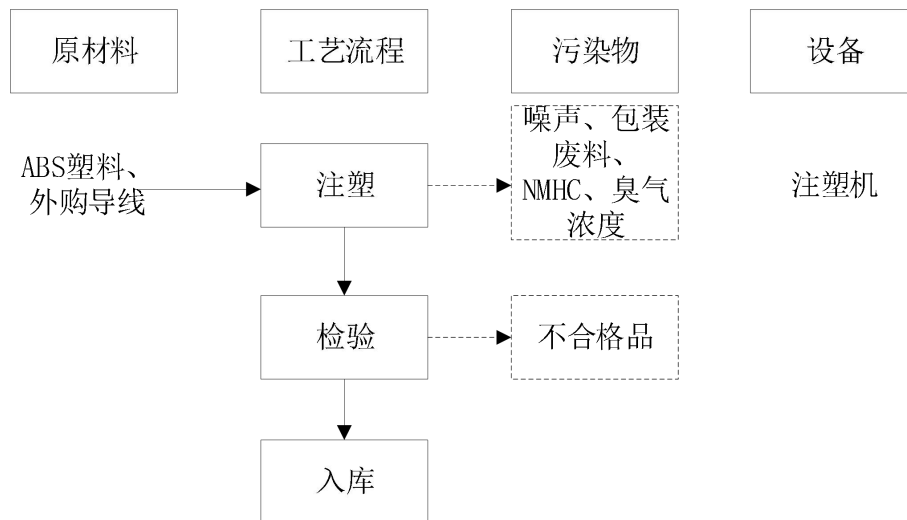 原材料
工艺流程
污染物
设备
ABS塑料、
外购导线
注塑
噪声、包装
废料、
NMHC、臭气
浓度
注塑机
检验
不合格品
入库